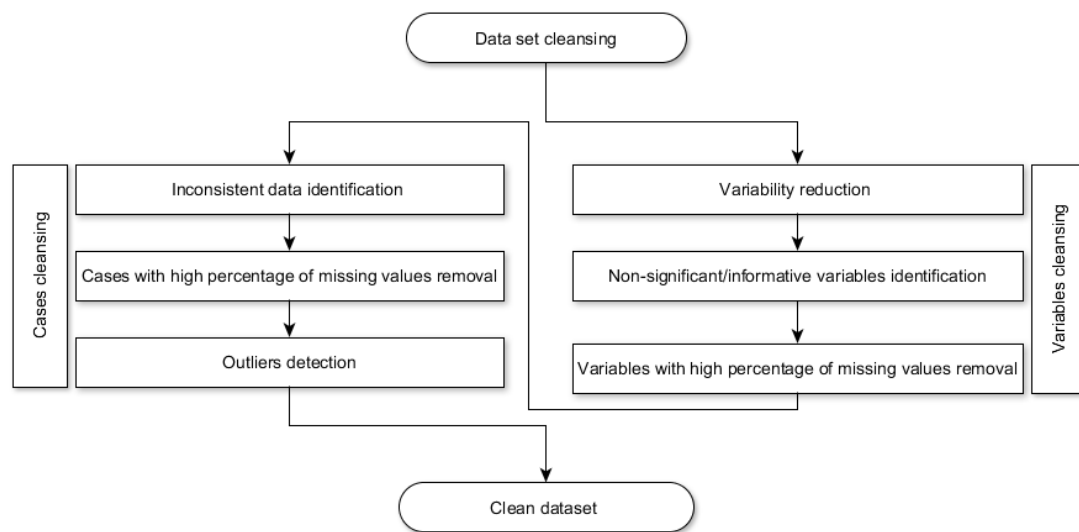 Data set cleansing
Cases cleansing
Inconsistent data identification
Cases with high percentage of missing values removal
Outliers detection
Variability reduction
Non-significant/informative variables identification
Variables with high percentage of missing values removal
Variables cleansing
Clean dataset